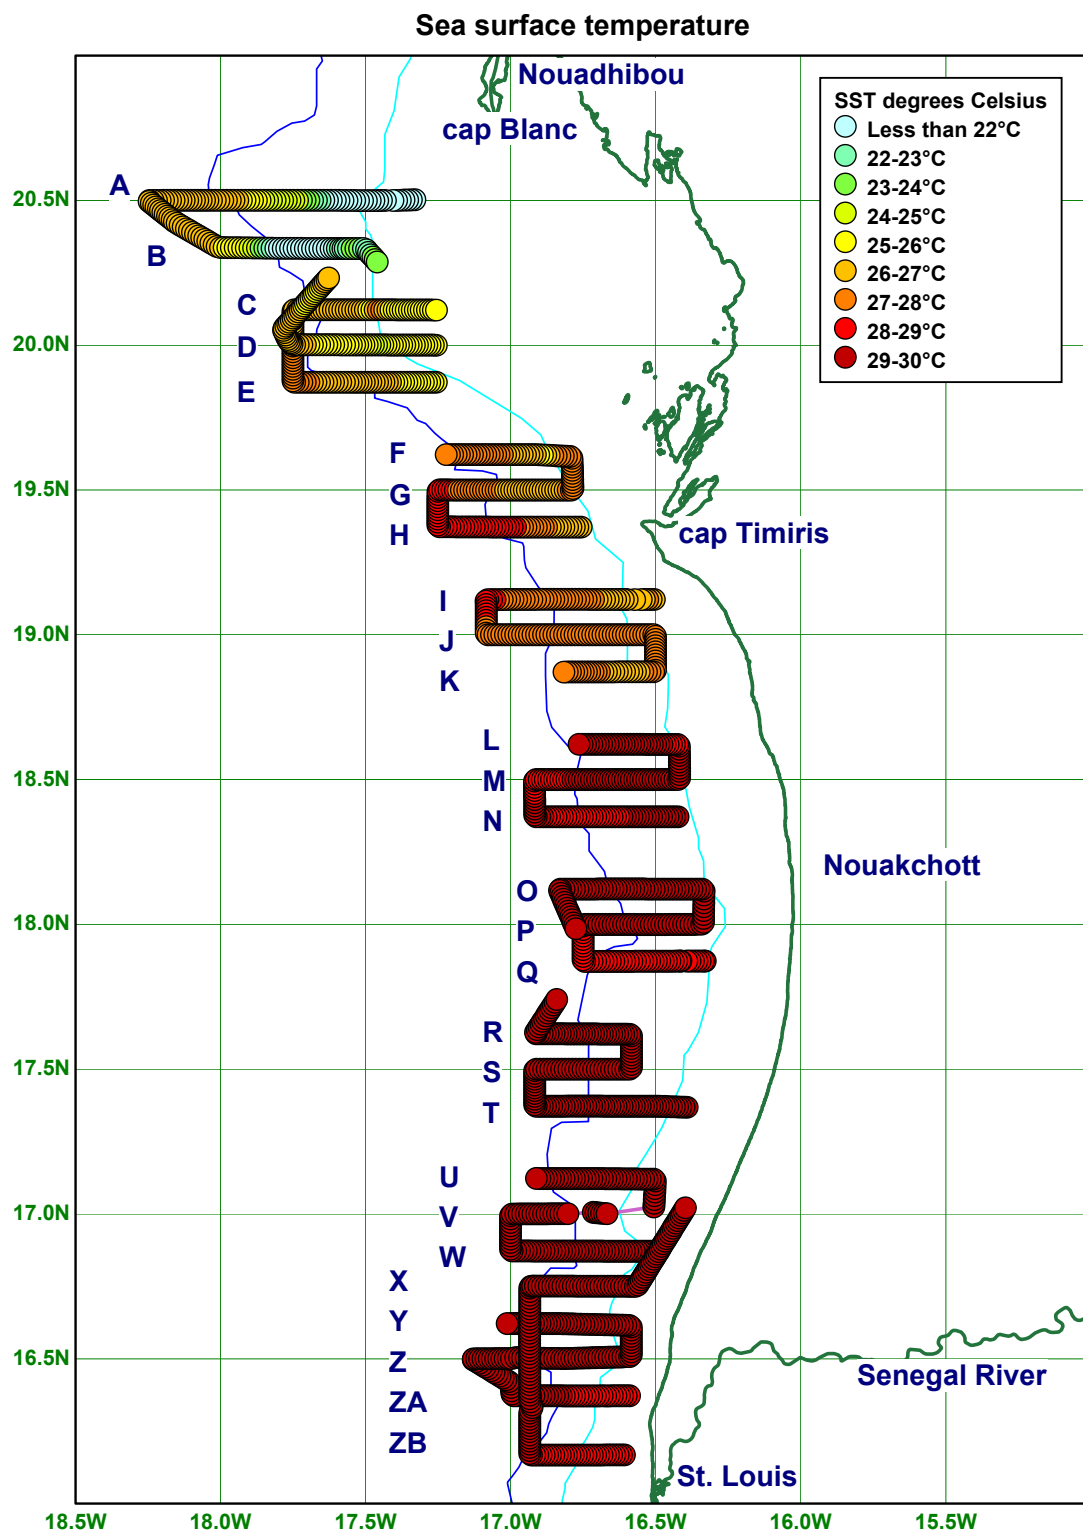 Sea surface temperature
Nouadhibou
cap Blanc
SST degrees Celsius
Less than 22°C
22-23°C
23-24°C
24-25°C
25-26°C
26-27°C
27-28°C
28-29°C
29-30°C
A
20.5N
B
C
20.0N
D
E
F
19.5N
G
H
cap Timiris
I
19.0N
J
K
L
18.5N
M
N
Nouakchott
O
18.0N
P
Q
R
17.5N
S
T
U
17.0N
V
W
X
Y
16.5N
Z
Senegal River
ZA
ZB
St. Louis
18.5W
18.0W
17.5W
17.0W
16.5W
16.0W
15.5W